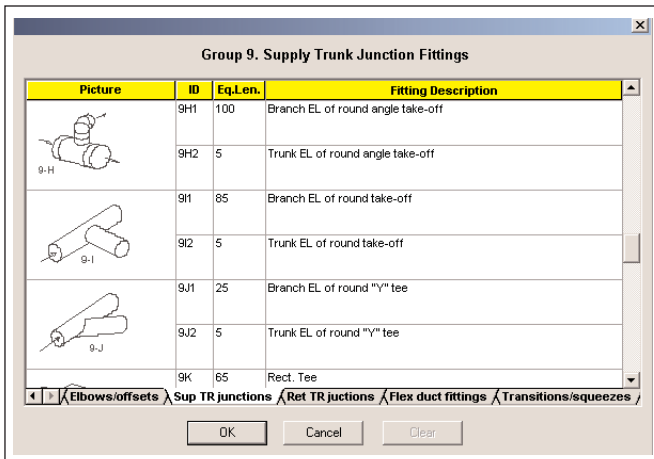 Group 9. Supply Trunk Junction Fittings
Picture ID Eq.Len. Fitting Description
9H1 100 Branch EL of round angle take-off
9H2 5 Trunk EL of round angle take-off
9-H
9I1 85 Branch EL of round take-off
9I2 5 Trunk EL of round take-off
9-I
9J1 25 Branch EL of round "Y" tee
9J2 5 Trunk EL of round "Y" tee
9-J
9K 65 Rect. Tee
Elbows/offsets Sup TR junctions Ret TR juctions Flex duct fittings Transitions/squeezes
OK Cancel Clear